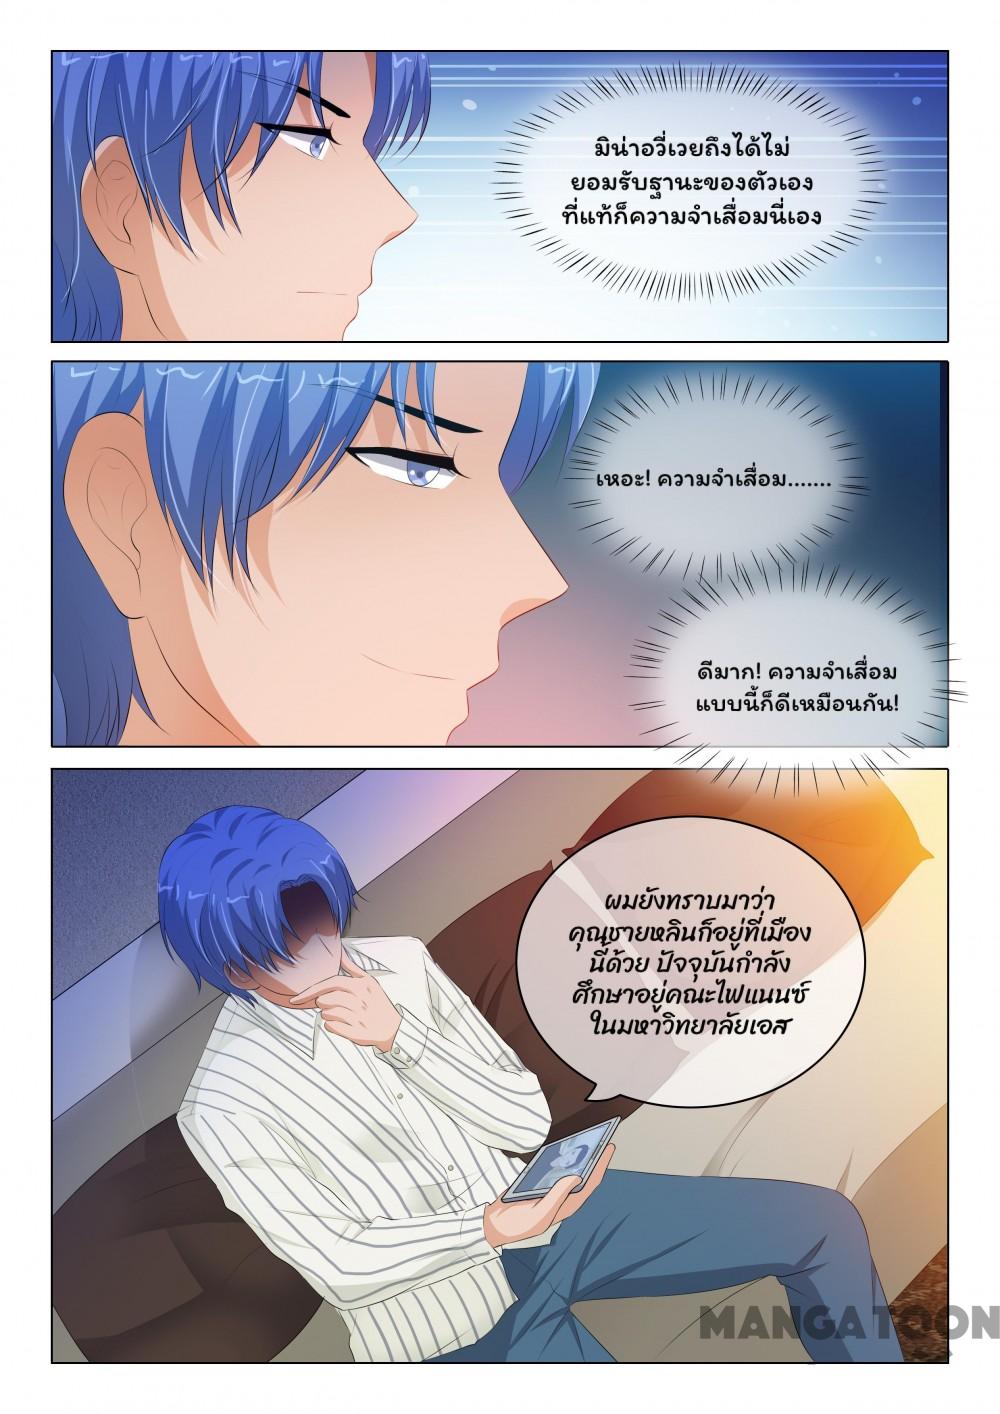 มิน่าอวี่เวยถึงได้ไม่
ยอมรับฐานะของตัวเอง
ที่แท้ก็ความจำเสื่อมนี่เอง
เหอะ! ความจำเสื่อม.......
ดีมาก! ความจำเสื่อม
แบบนี้ก็ดีเหมือนกัน!
ผมยังทราบมาว่า
คุณชายหลินก็อยู่ที่เมือง
นี้ด้วย ปัจจุบันกำลัง
ศึกษาอยู่คณะไฟแนนซ์
ในมหาวิทยาลัยเอส
MANGATOON